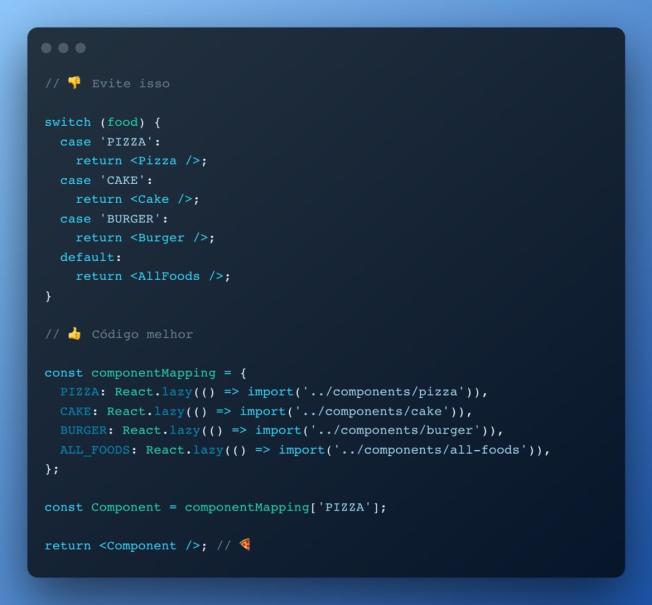 // 👎 Evite isso
switch (food) {
  case 'PIZZA':
    return <Pizza />;
  case 'CAKE':
    return <Cake />;
  case 'BURGER':
    return <Burger />;
  default:
    return <AllFoods />;
}
// 👍 Código melhor
const componentMapping = {
  PIZZA: React.lazy(() => import('../components/pizza')),
  CAKE: React.lazy(() => import('../components/cake')),
  BURGER: React.lazy(() => import('../components/burger')),
  ALL_FOODS: React.lazy(() => import('../components/all-foods')),
};
const Component = componentMapping['PIZZA'];
return <Component />; // 🍕